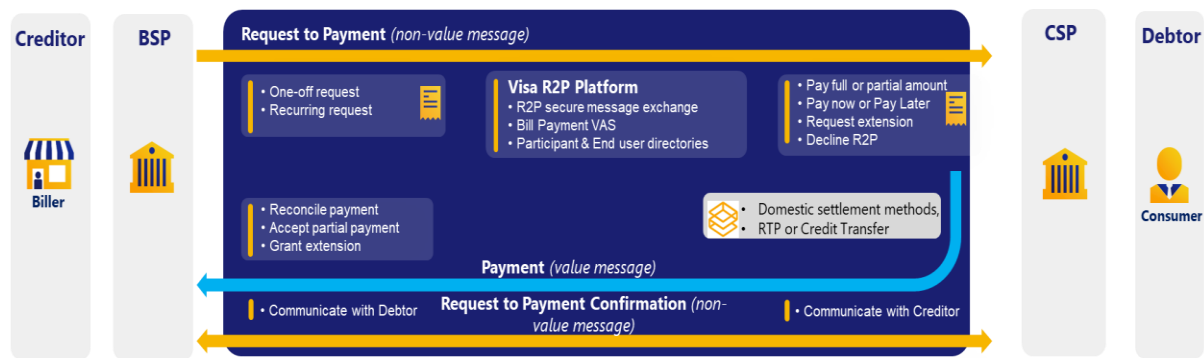 Creditor
BSP
Request to Payment (non-value message)
CSP
Debtor
• One-off request
• Recurring request
Visa R2P Platform
• R2P secure message exchange
• Bill Payment VAS
• Participant & End user directories
• Pay full or partial amount
• Pay now or Pay Later
• Request extension
• Decline R2P
Biller
Consumer
• Reconcile payment
• Accept partial payment
• Grant extension
• Domestic settlement methods,
• RTP or Credit Transfer
Payment (value message)
• Communicate with Debtor
Request to Payment Confirmation (non-
value message)
• Communicate with Creditor